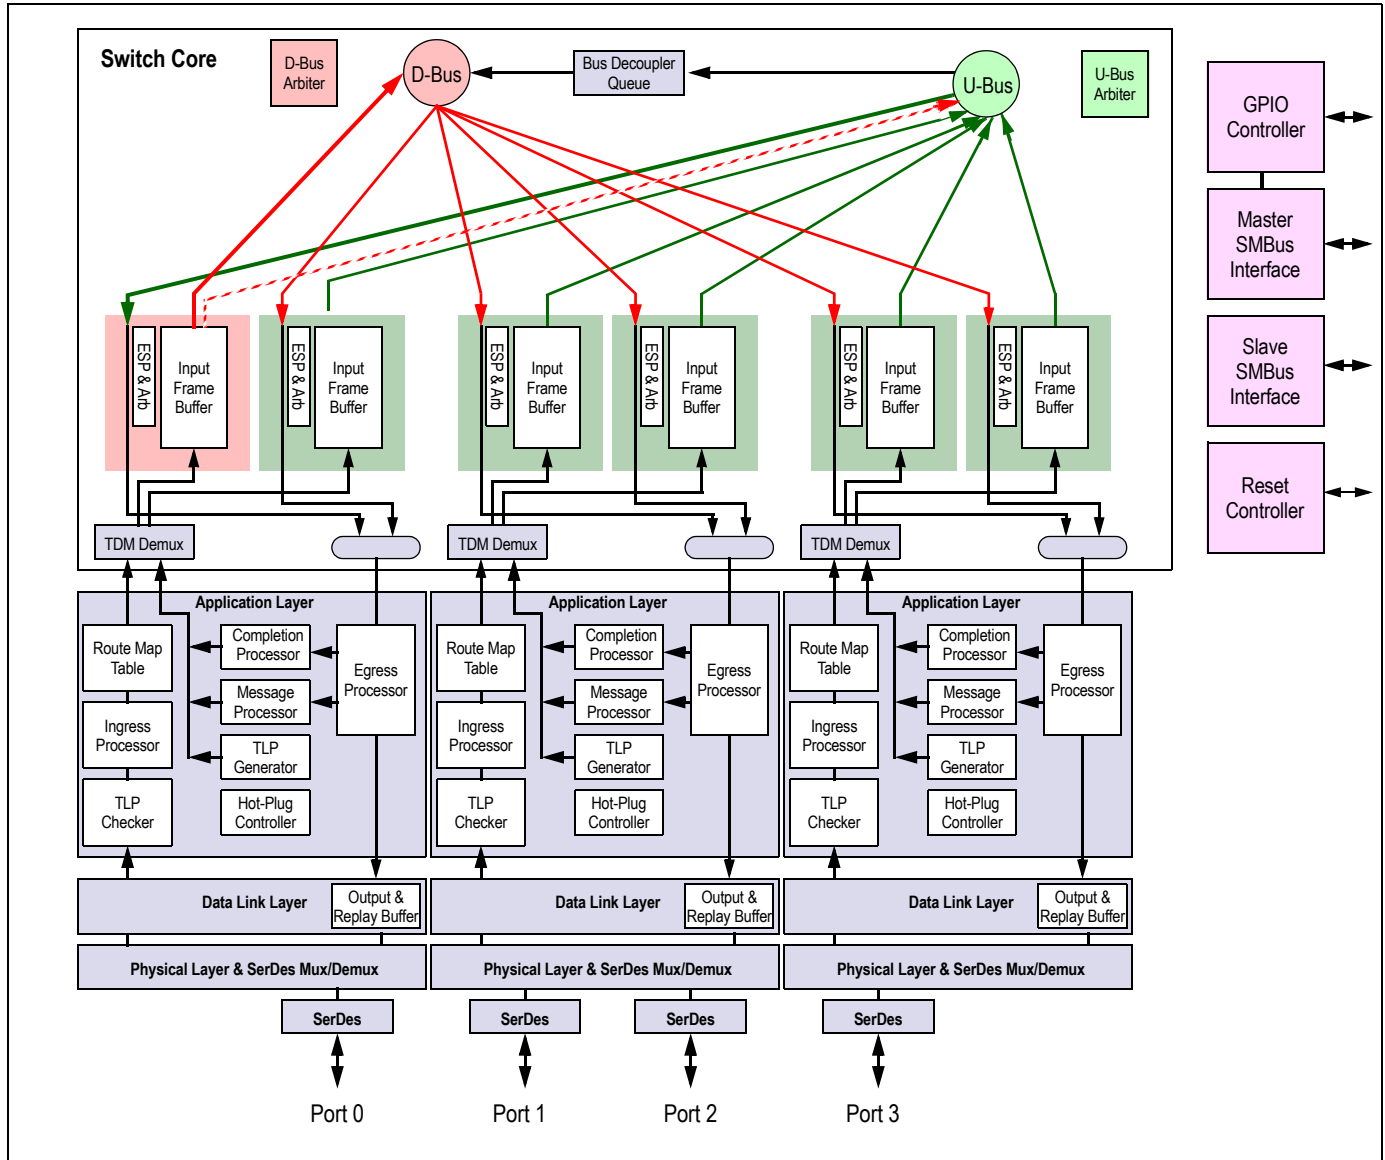 Switch Core
D-Bus
Arbiter
D-Bus
Bus Decoupler
Queue
U-Bus
U-Bus
Arbiter
GPIO
Controller
Master
SMBus
Interface
Slave
SMBus
Interface
Reset
Controller
ESP & Arb
Input
Frame
Buffer
ESP & Arb
Input
Frame
Buffer
ESP & Arb
Input
Frame
Buffer
ESP & Arb
Input
Frame
Buffer
ESP & Arb
Input
Frame
Buffer
ESP & Arb
Input
Frame
Buffer
TDM Demux
TDM Demux
TDM Demux
Application Layer
Route Map
Table
Ingress
Processor
TLP
Checker
Completion
Processor
Message
Processor
TLP
Generator
Hot-Plug
Controller
Egress
Processor
Application Layer
Route Map
Table
Ingress
Processor
TLP
Checker
Completion
Processor
Message
Processor
TLP
Generator
Hot-Plug
Controller
Egress
Processor
Application Layer
Route Map
Table
Ingress
Processor
TLP
Checker
Completion
Processor
Message
Processor
TLP
Generator
Hot-Plug
Controller
Egress
Processor
Data Link Layer
Output &
Replay Buffer
Data Link Layer
Output &
Replay Buffer
Data Link Layer
Output &
Replay Buffer
Physical Layer & SerDes Mux/Demux
Physical Layer & SerDes Mux/Demux
Physical Layer & SerDes Mux/Demux
SerDes
SerDes
SerDes
SerDes
Port 0
Port 1
Port 2
Port 3